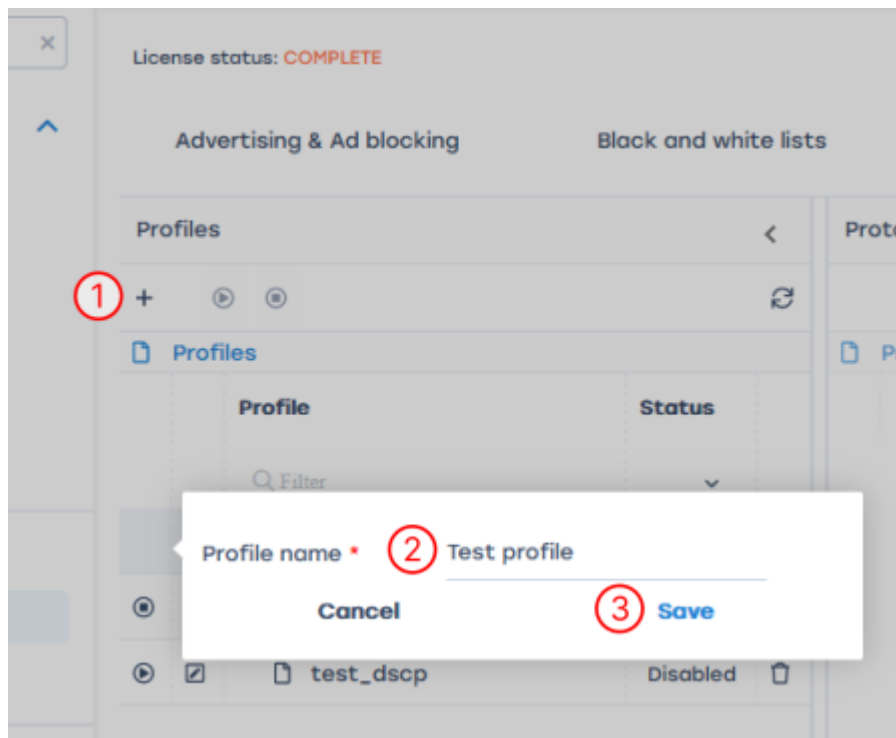 License status: COMPLETE
Advertising & Ad blocking Black and white lists
Profiles
1
Profiles
Profile Status
Filter
Profile name * 2 Test profile
Cancel 3 Save
test_dscp Disabled